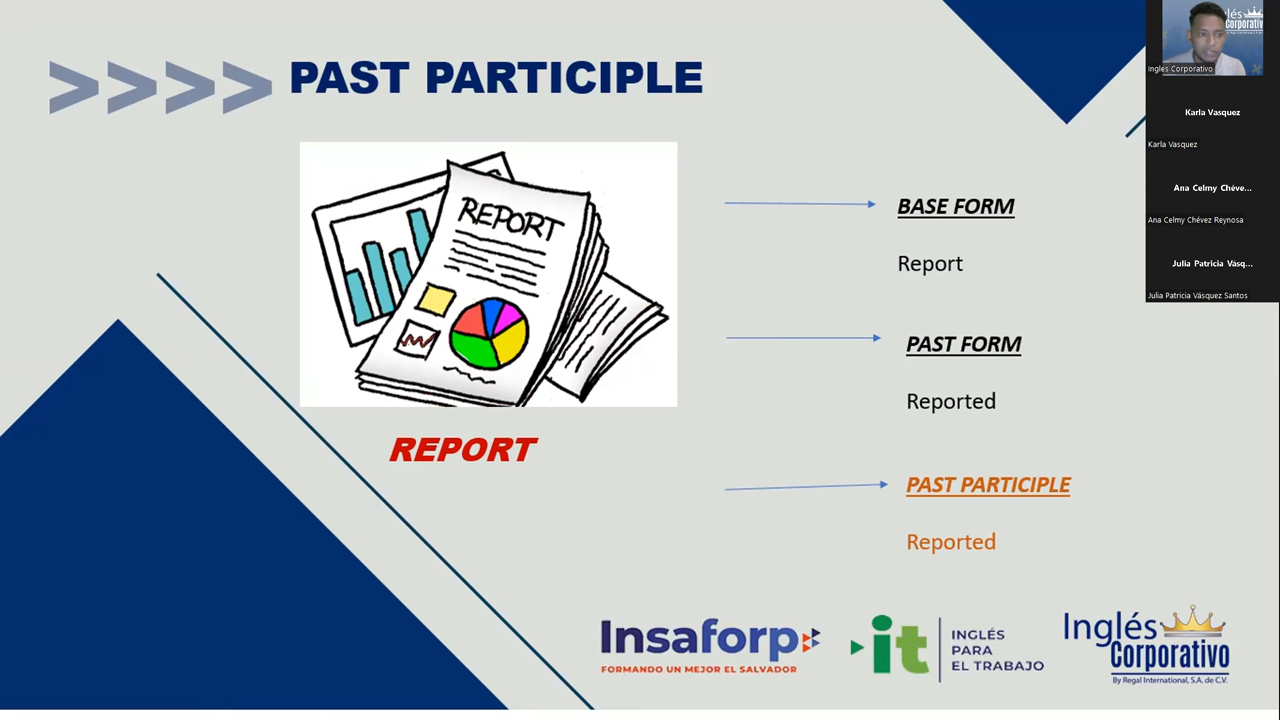 >>>> PAST PARTICIPLE
REPORT
REPORT
BASE FORM
Report
PAST FORM
Reported
PAST PARTICIPLE
Reported
Insaforp
FORMANDO UN MEJOR EL SALVADOR
it
INGLÉS
PARA
EL TRABAJO
Inglés
Corporativo
By Regal International, S.A. de C.V.
Inglés Corporativo
Karla Vasquez
Karla Vasquez
Ana Celmy Chéve...
Ana Celmy Chévez Reynosa
Julia Patricia Vásq...
Julia Patricia Vásquez Santos